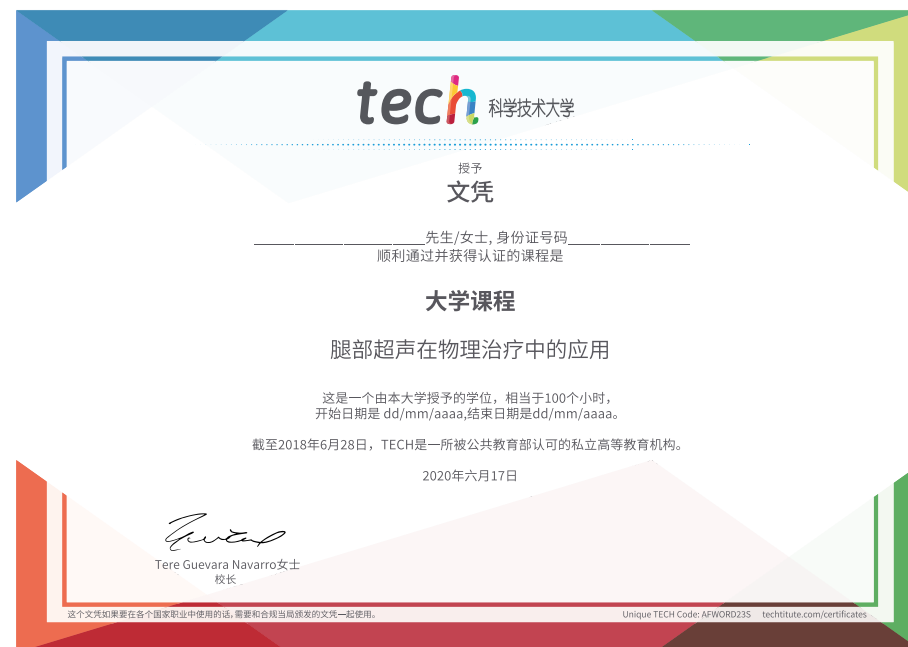 tech 科学技术大学
授予
文凭
先生/女士, 身份证号码
顺利通过并获得认证的课程是
大学课程
腿部超声在物理治疗中的应用
这是一个由本大学授予的学位，相当于100个小时，
开始日期是 dd/mm/aaaa,结束日期是dd/mm/aaaa。
截至2018年6月28日，TECH是一所被公共教育部认可的私立高等教育机构。
2020年六月17日
Tere Guevara Navarro女士
校长
这个文凭如果要在各个国家职业中使用的话,需要和合规当局颁发的文凭一起使用。
Unique TECH Code: AFWORD23S techtitute.com/certificates